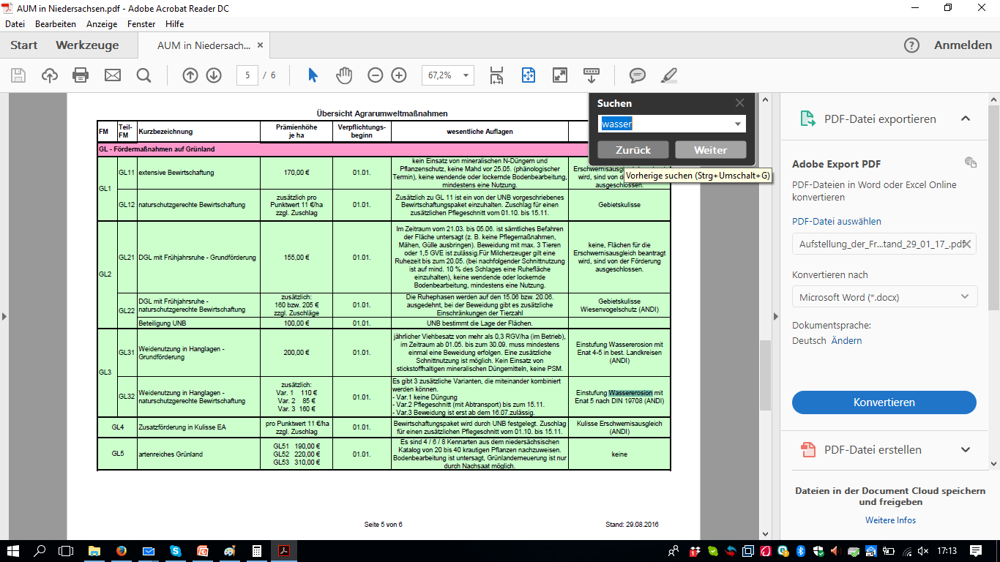 AUM in Niedersachsen.pdf - Adobe Acrobat Reader DC
Datei Bearbeiten Anzeige Fenster Hilfe
Start Werkzeuge AUM in Niedersach... × Anmelden
5 / 6 67,2%
Übersicht Agrarumweltmaßnahmen
FM
Teil-
FM
Kurzbezeichnung
Prämienhöhe
je ha
Verpflichtungs-
beginn
wesentliche Auflagen
GL - Fördermaßnahmen auf Grünland
GL1
GL11 extensive Bewirtschaftung
170,00 €
01.01.
kein Einsatz von mineralischen N-Düngern und
Pflanzenschutz, keine Mahd vor 25.05. (phänologischer
Termin), keine wendende oder lockernde Bodenbearbeitung,
mindestens eine Nutzung.
Erschwernisausg
wird, sind von de
ausgeschlossen.
GL12 naturschutzgerechte Bewirtschaftung
zusätzlich pro
Punktwert 11 €/ha
zzgl. Zuschlag
01.01.
Zusätzlich zu GL 11 ist ein von der UNB vorgeschriebenes
Bewirtschaftungspaket einzuhalten. Zuschlag für einen
zusätzlichen Pflegeschnitt vom 01.10. bis 15.11.
Gebietskulisse
GL2
GL21 DGL mit Frühjahrsruhe - Grundförderung
155,00 €
01.01.
Im Zeitraum vom 21.03. bis 05.06. ist sämtliches Befahren
der Fläche untersagt (z. B. keine Pflegemaßnahmen,
Mähen, Gülle ausbringen). Beweidung mit max. 3 Tieren
oder 1,5 GVE ist zulässig.Für Milcherzeuger gilt eine
Ruhezeit bis zum 20.05. (bei nachfolgender Schnittnutzung
ist auf mind. 10 % des Schlages eine Ruhefläche
einzuhalten), keine wendende oder lockernde
Bodenbearbeitung, mindestens eine Nutzung.
keine, Flächen für die
Erschwernisausgleich beantragt
wird, sind von der Förderung
ausgeschlossen.
GL22
DGL mit Frühjahrsruhe -
naturschutzgerechte Bewirtschaftung
zusätzlich:
160 bzw. 205 €
zzgl. Zuschläge
01.01.
Die Ruhephasen werden auf den 15.06 bzw. 20.06.
ausgedehnt, bei der Beweidung gibt es zusätzliche
Einschränkungen der Tierzahl
Gebietskulisse
Wiesenvogelschutz (ANDI)
Beteiligung UNB
100,00 €
01.01.
UNB bestimmt die Lage der Flächen.
GL3
GL31
Weidenutzung in Hanglagen -
Grundförderung
200,00 €
01.01.
jährlicher Viehbesatz von mehr als 0,3 RGV/ha (im Betrieb),
im Zeitraum ab 01.05. bis zum 30.09. muss mindestens
einmal eine Beweidung erfolgen. Eine zusätzliche
Schnittnutzung ist möglich. Kein Einsatz von
stickstoffhaltigen mineralischen Düngemitteln, keine PSM.
Einstufung Wassererosion mit
Enat 4-5 in best. Landkreisen
(ANDI)
GL32
Weidenutzung in Hanglagen -
naturschutzgerechte Bewirtschaftung
zusätzlich:
Var. 1 110 €
Var. 2 85 €
Var. 3 160 €
01.01.
Es gibt 3 zusätzliche Varianten, die miteinander kombiniert
werden können.
- Var.1 keine Düngung
- Var.2 Pflegeschnitt (mit Abtransport) bis zum 15.11.
- Var.3 Beweidung ist erst ab dem 16.07.zulässig.
Einstufung Wassererosion mit
Enat 5 nach DIN 19708 (ANDI)
GL4 Zusatzförderung in Kulisse EA
pro Punktwert 11 €/ha
zzgl. Zuschlag
01.01.
Bewirtschaftungspaket wird durch UNB festgelegt. Zuschlag
für einen zusätzlichen Pflegeschnitt vom 01.10. bis 15.11.
Kulisse Erschwernisausgleich
(ANDI)
GL5 artenreiches Grünland
GL51 190,00 €
GL52 220,00 €
GL53 310,00 €
01.01.
Es sind 4 / 6 / 8 Kennarten aus dem niedersächsischen
Katalog von 20 bis 40 krautigen Pflanzen nachzuweisen.
Bodenbearbeitung ist untersagt, Grünlanderneuerung ist nur
durch Nachsaat möglich.
keine
Seite 5 von 6 Stand: 29.08.2016
Suchen
wasser
Zurück Weiter
Vorherige suchen (Strg+Umschalt+G)
PDF-Datei exportieren
Adobe Export PDF
PDF-Dateien in Word oder Excel Online
konvertieren
PDF-Datei auswählen
Aufstellung_der_Fr...tand_29_01_17_.pdf
Konvertieren nach
Microsoft Word (*.docx)
Dokumentsprache:
Deutsch Ändern
Konvertieren
PDF-Datei erstellen
Dateien in der Document Cloud speichern
und freigeben
Weitere Infos
17:13